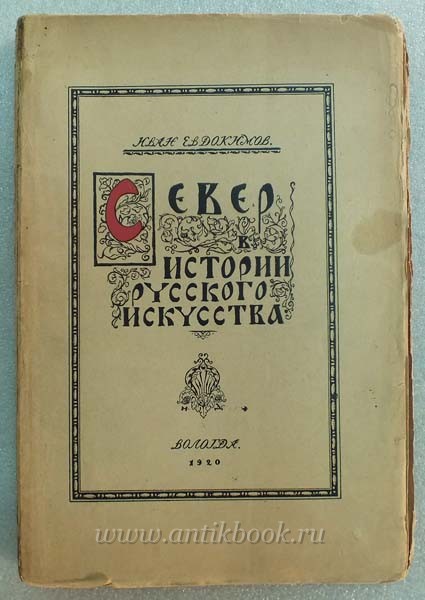 ИВАН ЕВДОКИМОВ.
СЕВЕР
В
ИСТОРИИ
РУССКОГО
ИСКУССТВА
ВОЛОГДА.
1920
www.antikbook.ru